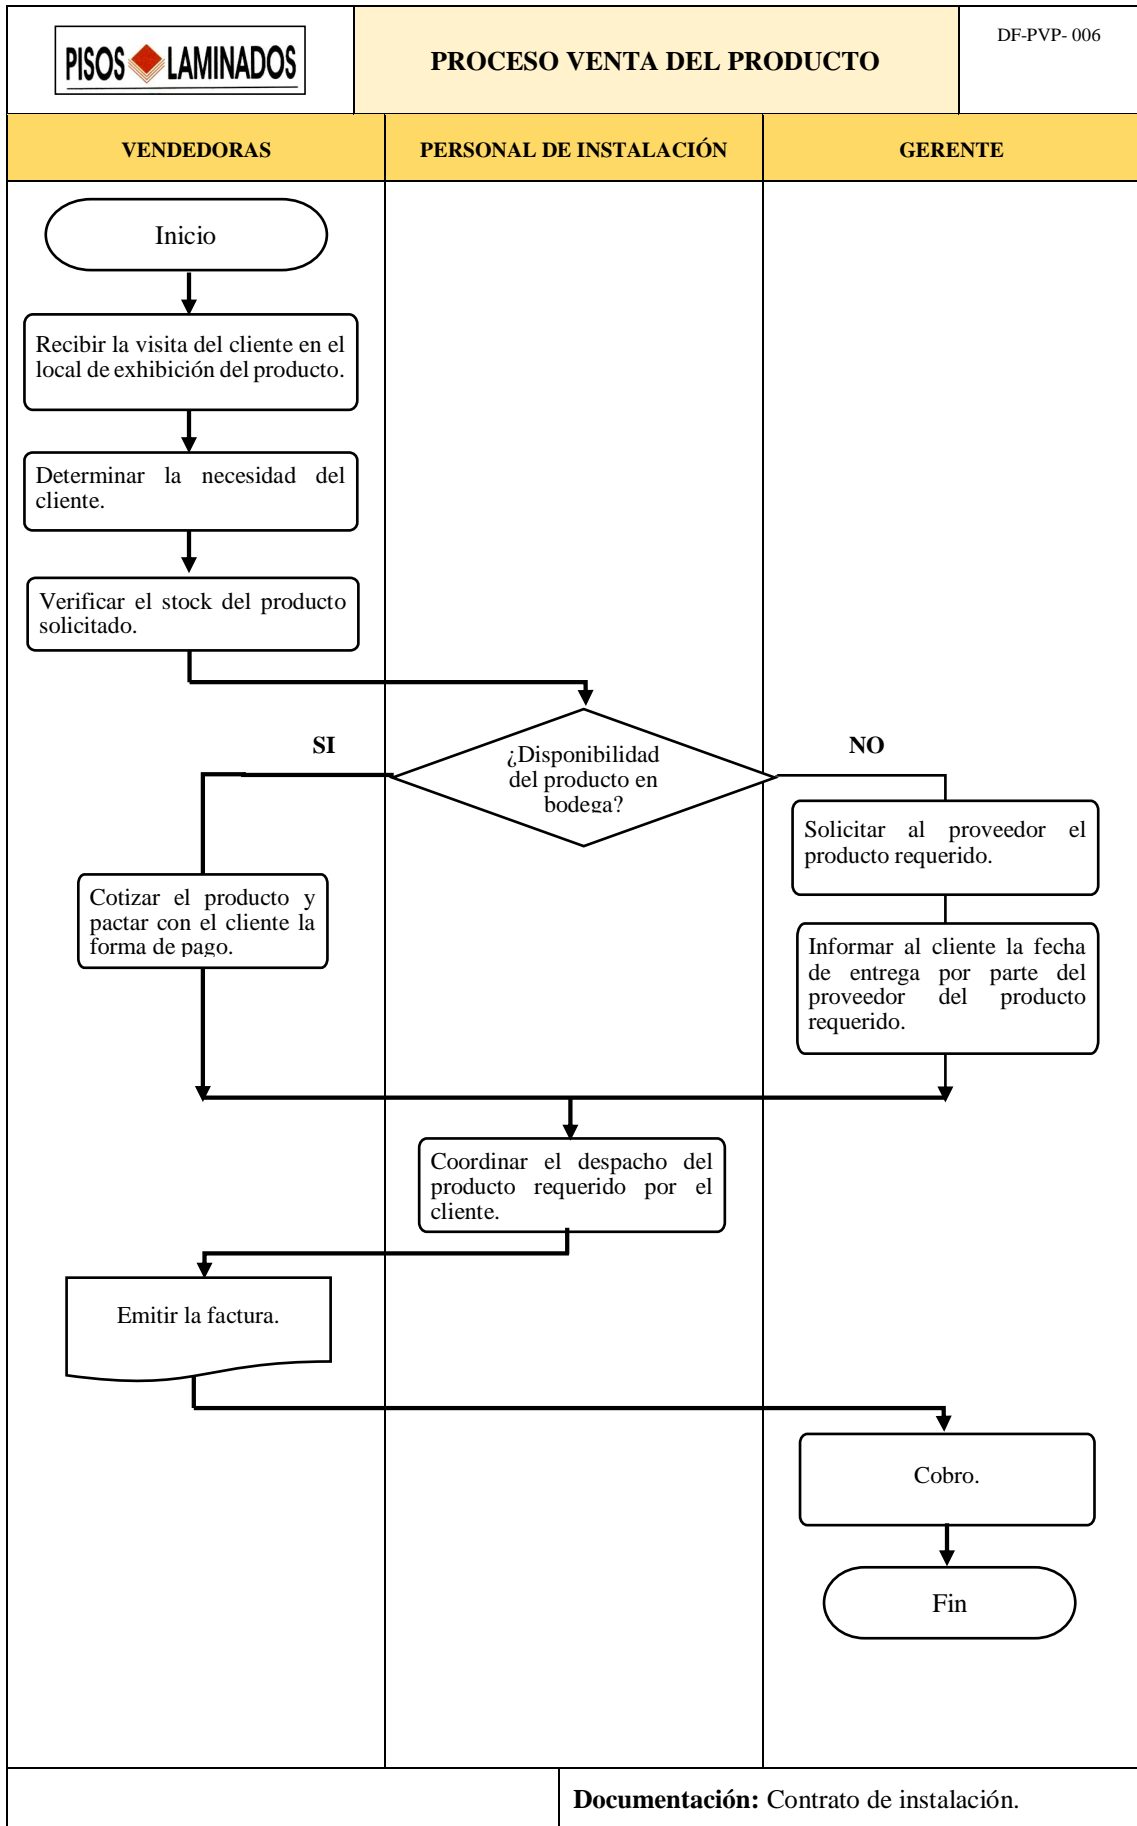 PISOS LAMINADOS
PROCESO VENTA DEL PRODUCTO
DF-PVP- 006
VENDEDORAS
PERSONAL DE INSTALACIÓN
GERENTE
Inicio
Recibir la visita del cliente en el
local de exhibición del producto.
Determinar la necesidad del
cliente.
Verificar el stock del producto
solicitado.
SI
¿Disponibilidad
del producto en
bodega?
NO
Solicitar al proveedor el
producto requerido.
Cotizar el producto y
pactar con el cliente la
forma de pago.
Informar al cliente la fecha
de entrega por parte del
proveedor del producto
requerido.
Coordinar el despacho del
producto requerido por el
cliente.
Emitir la factura.
Cobro.
Fin
Documentación: Contrato de instalación.